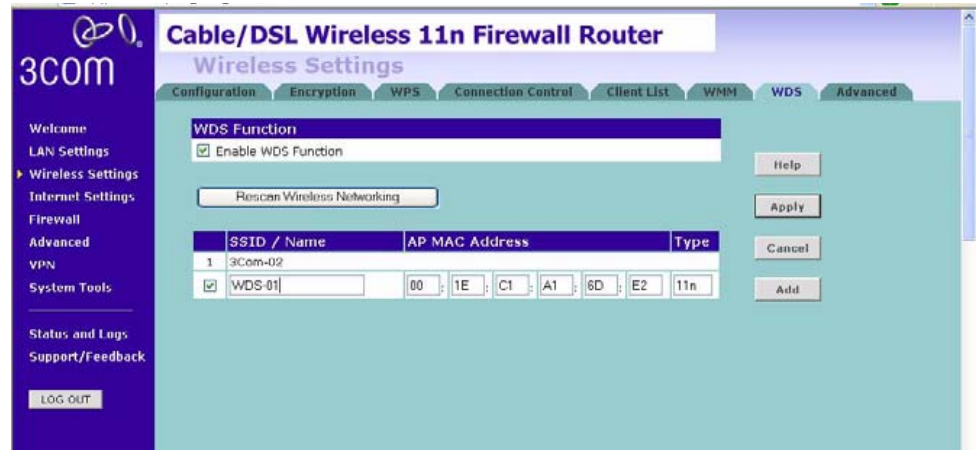 3COM
Cable/DSL Wireless 11n Firewall Router
Wireless Settings
Configuration Encryption WPS Connection Control Client List WMM WDS Advanced
Welcome
LAN Settings
Wireless Settings
Internet Settings
Firewall
Advanced
VPN
System Tools
Status and Logs
Support/Feedback
LOG OUT
WDS Function
Enable WDS Function
Rescan Wireless Networking
SSID / Name AP MAC Address Type
1 3Com-02
WDS-01 00 : 1E : C1 : A1 : 6D : E2 11n
Help
Apply
Cancel
Add